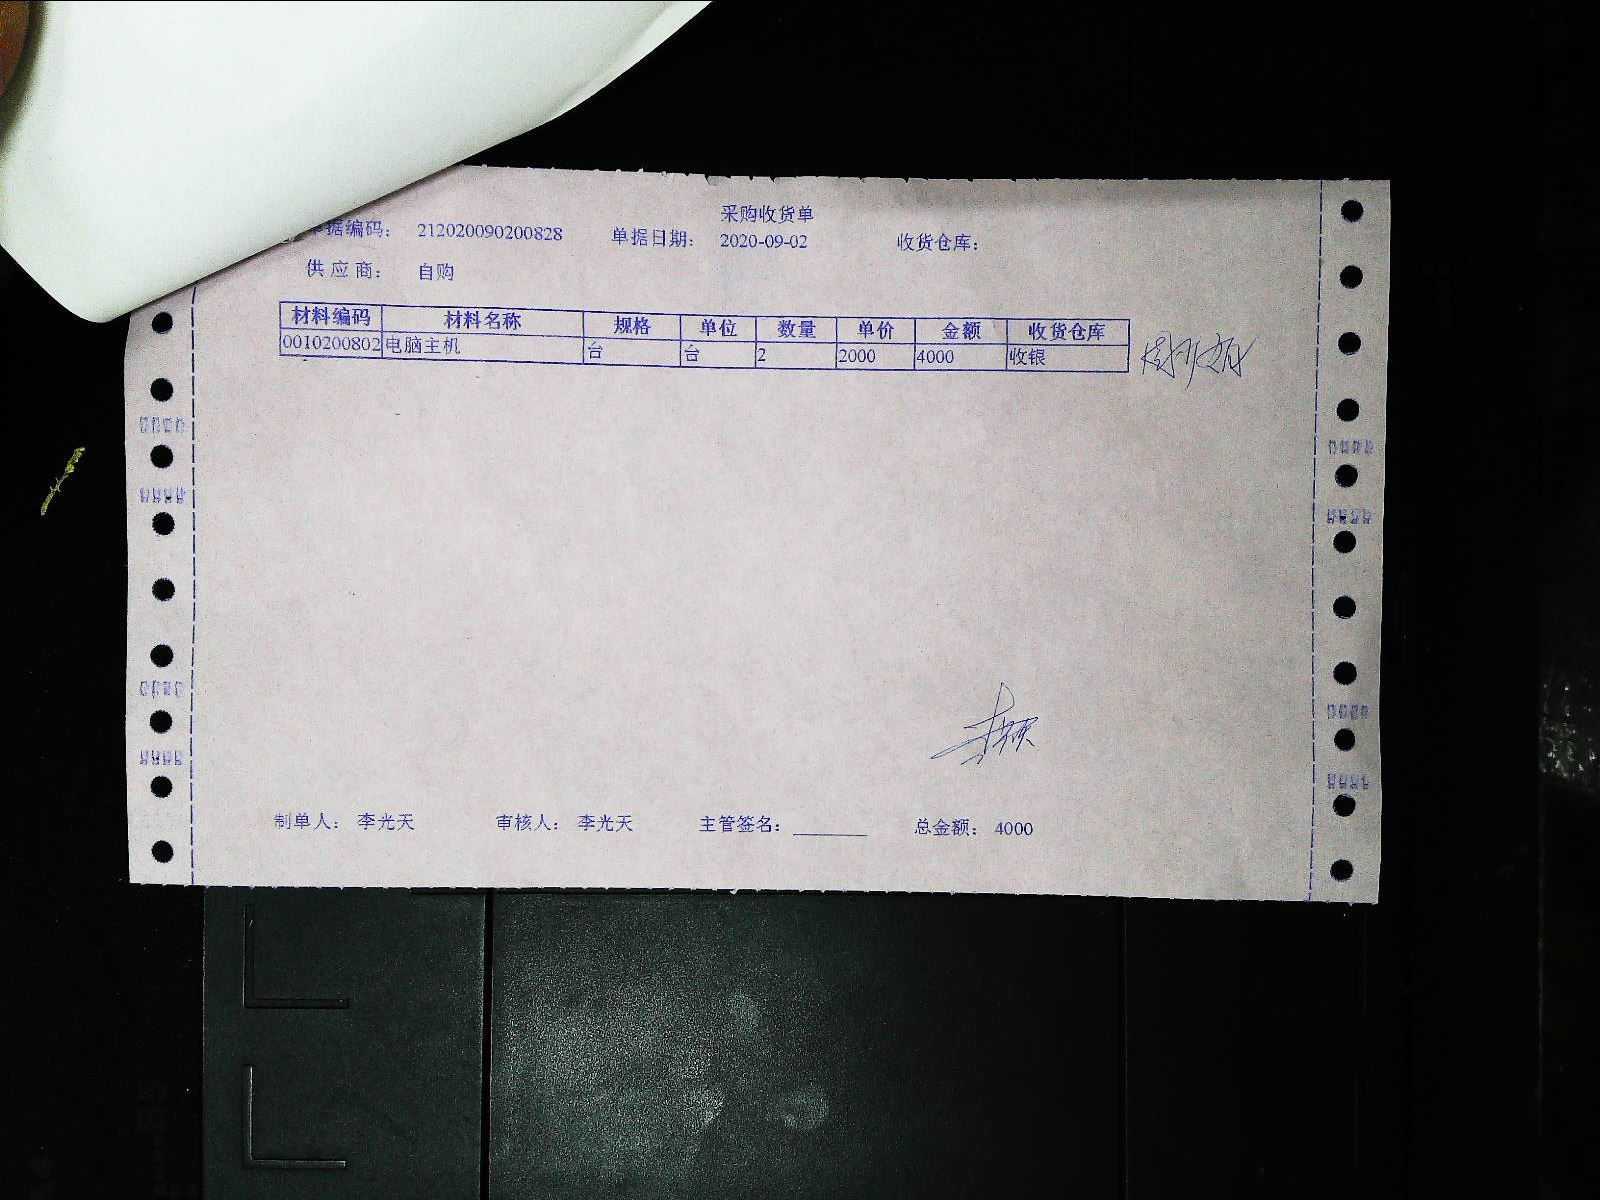 采购收货单
据编码： 212020090200828 单据日期： 2020-09-02 收货仓库：
供应商： 自购
材料编码 材料名称 规格 单位 数量 单价 金额 收货仓库
0010200802 电脑主机 台 台 2 2000 4000 收银
制单人： 李光天 审核人： 李光天 主管签名：________ 总金额： 4000